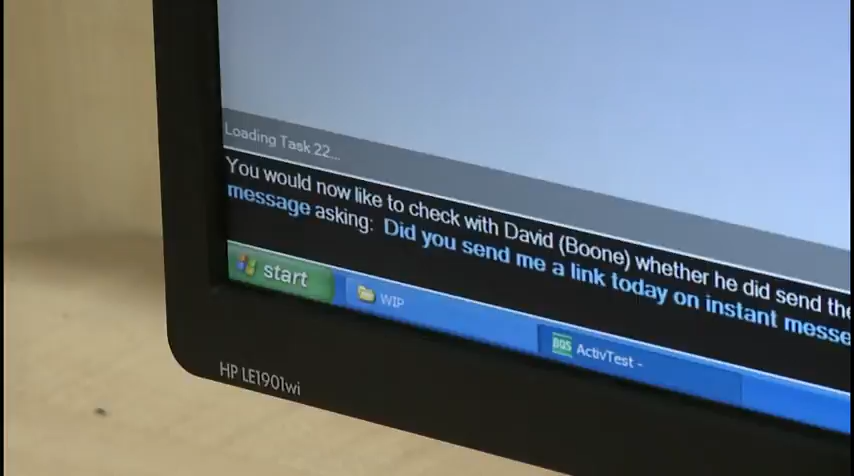 Loading Task 22...
You would now like to check with David (Boone) whether he did send the
message asking: Did you send me a link today on instant messe
start
WIP
BQS ActivTest -
HP LE1901wi